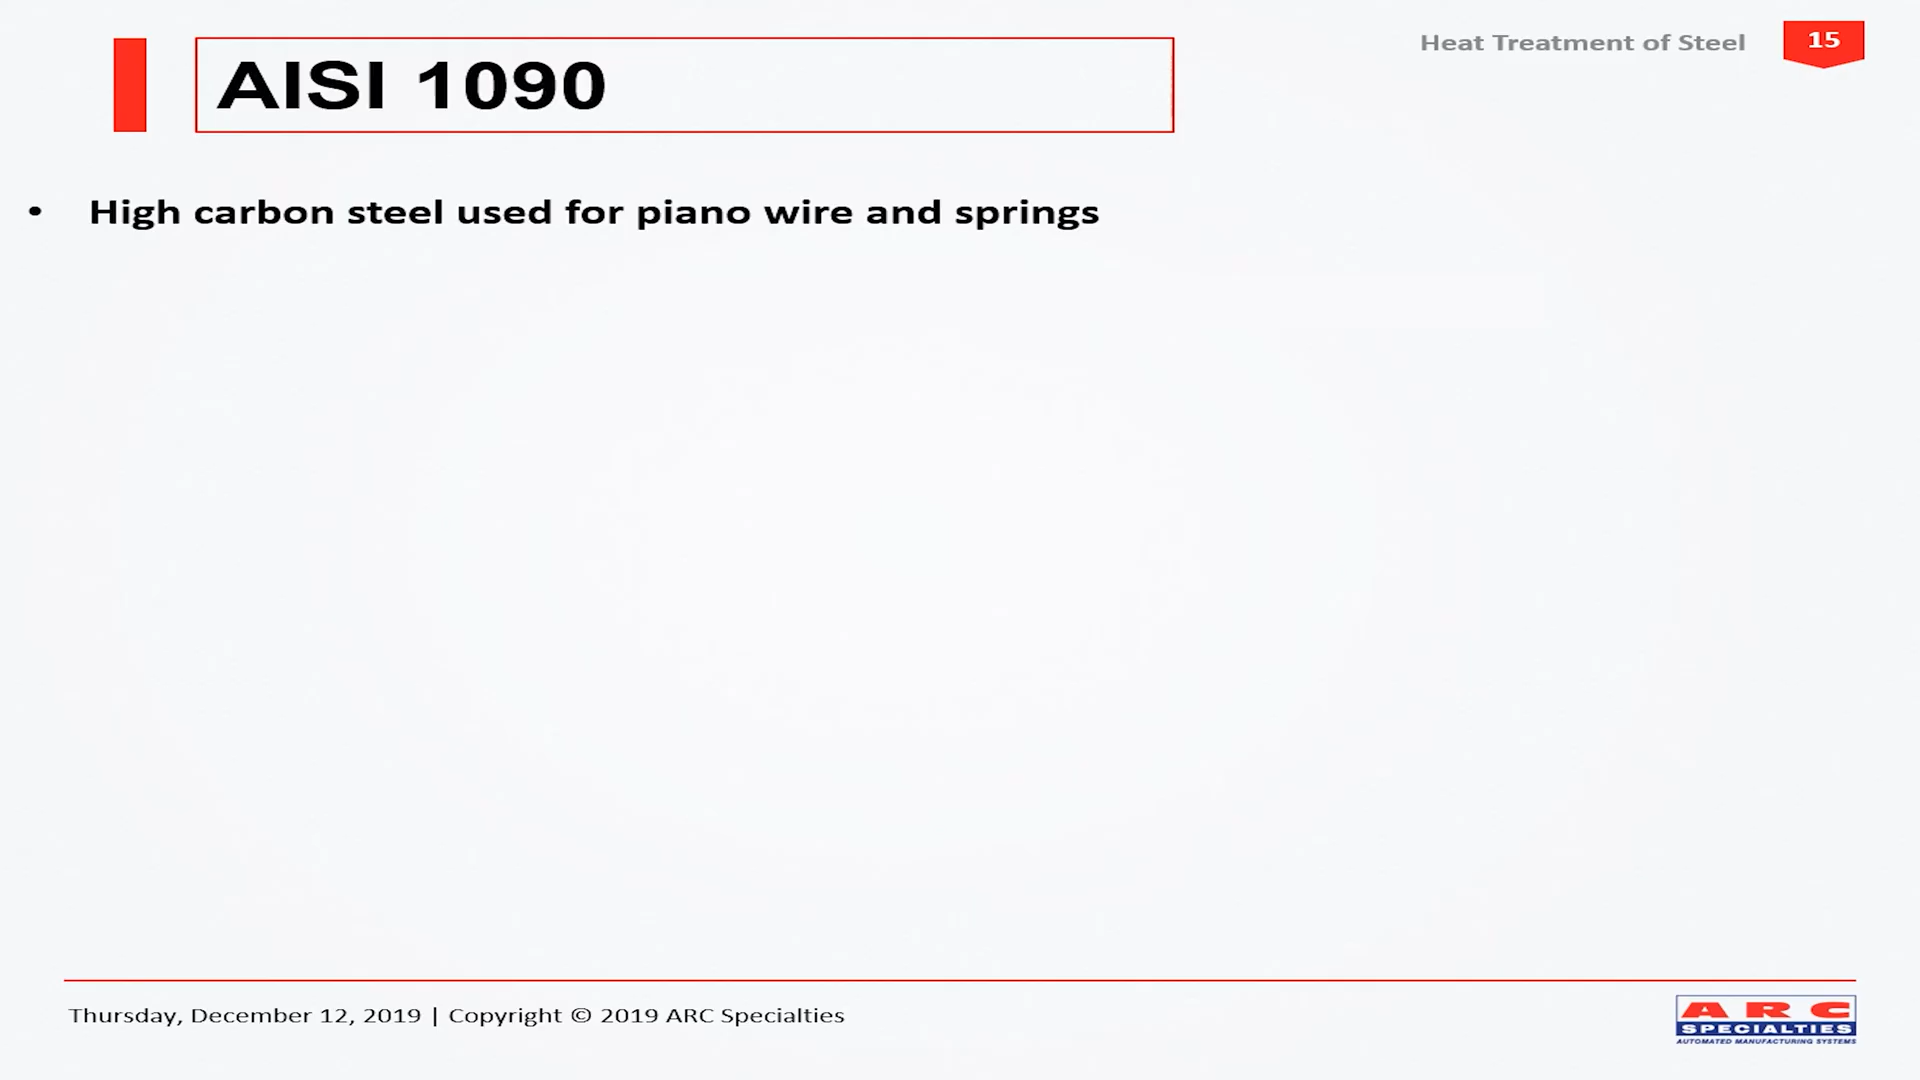 Heat Treatment of Steel
15
AISI 1090
• High carbon steel used for piano wire and springs
Thursday, December 12, 2019 | Copyright © 2019 ARC Specialties
ARC
SPECIALTIES
AUTOMATED MANUFACTURING SYSTEMS